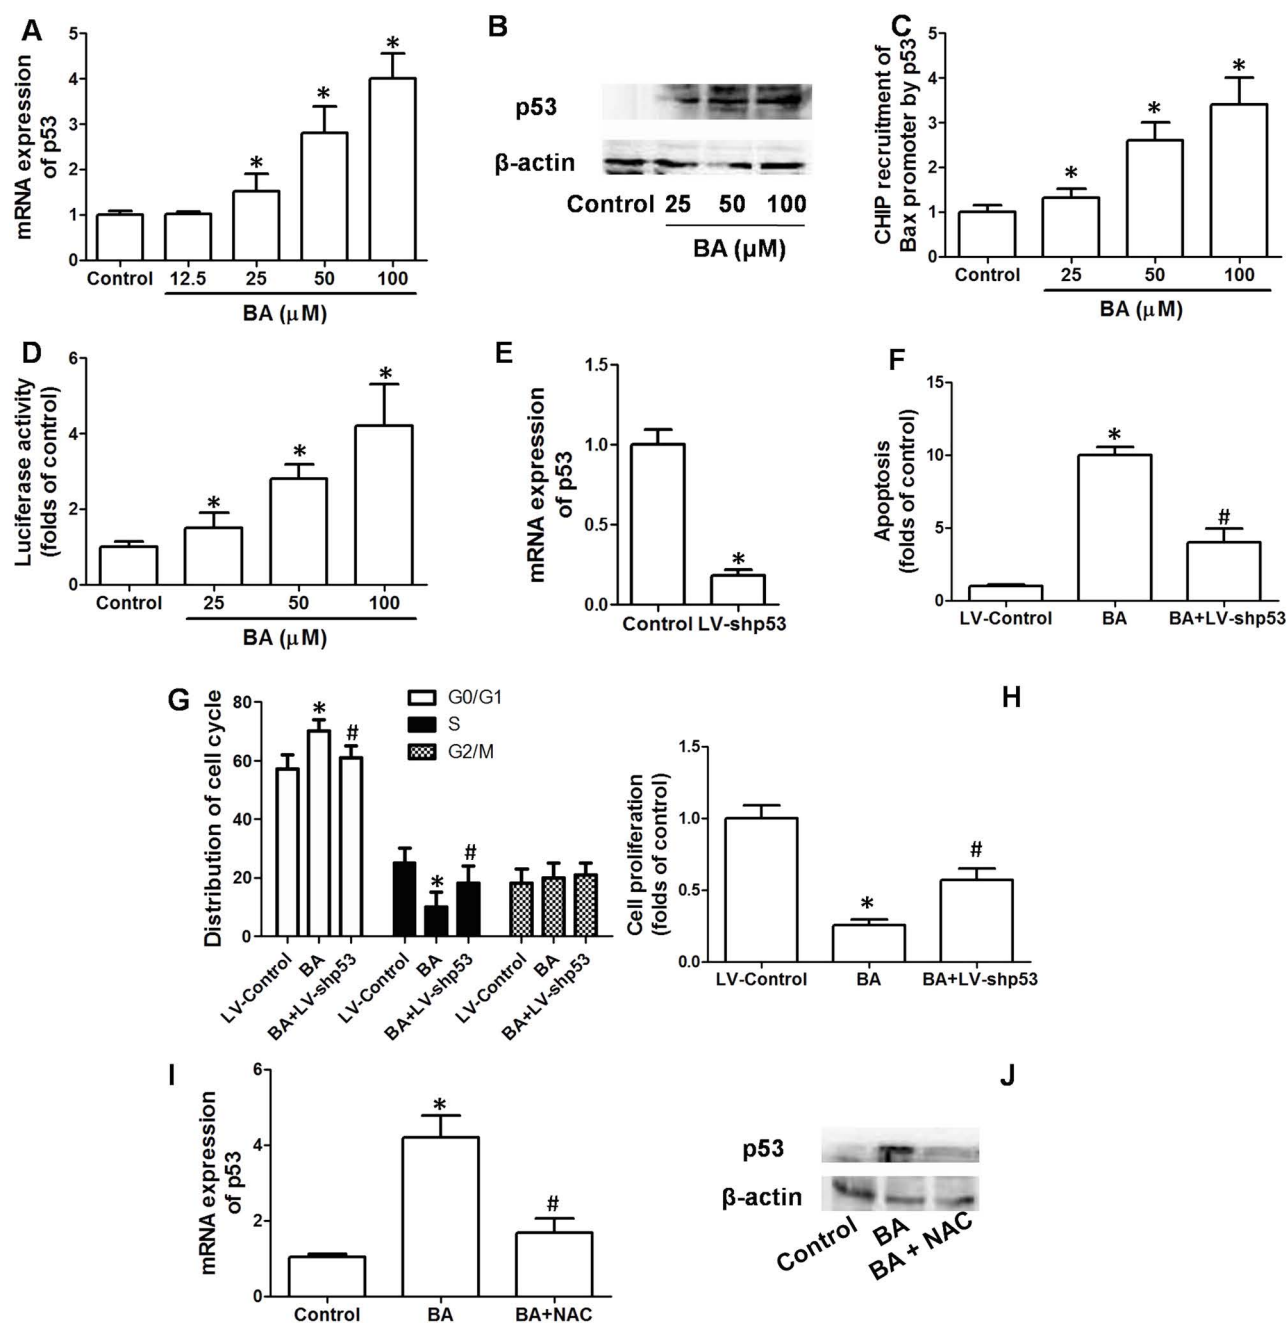 A
mRNA expression
of p53
5
4
3
2
1
0
*
*
*
Control 12.5 25 50 100
BA (μM)
B
p53
β-actin
Control 25 50 100
BA (μM)
C
CHIP recruitment of
Bax promoter by p53
5
4
3
2
1
0
*
*
*
Control 25 50 100
BA (μM)
D
Luciferase activity
(folds of control)
6
4
2
0
*
*
*
Control 25 50 100
BA (μM)
E
mRNA expression
of p53
1.5
1.0
0.5
0.0
*
Control LV-shp53
F
Apoptosis
(folds of control)
15
10
5
0
*
#
LV-Control BA BA+LV-shp53
G
Distribution of cell cycle
80
60
40
20
0
G0/G1
S
G2/M
*
#
*
#
LV-Control BA BA+LV-shp53 LV-Control BA BA+LV-shp53 LV-Control BA BA+LV-shp53
H
Cell proliferation
(folds of control)
1.5
1.0
0.5
0.0
*
#
LV-Control BA BA+LV-shp53
I
mRNA expression
of p53
6
4
2
0
*
#
Control BA BA+NAC
J
p53
β-actin
Control BA BA + NAC